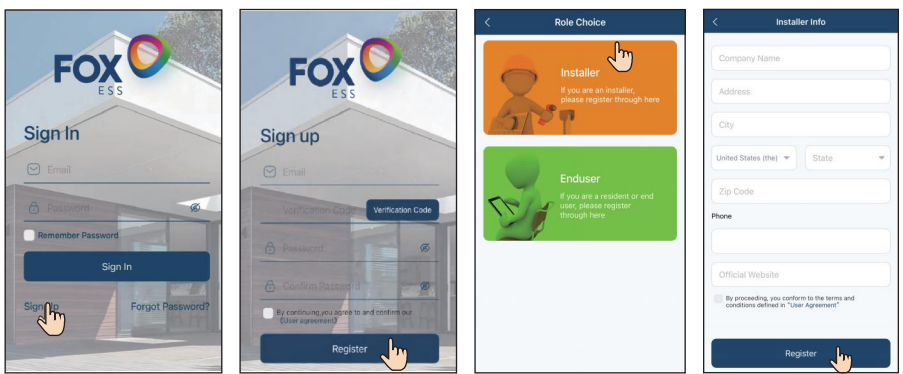 FOX
ESS
Sign In
Email
Password
Remember Password
Sign In
Sign Up
Forgot Password?
FOX
ESS
Sign up
Email
Verification Code
Verification Code
Password
Confirm Password
By continuing,you agree to and confirm our
《User agreement》
Register
Role Choice
Installer
If you are an installer,
please register through here
Enduser
If you are a resident or end
user, please register
through here
Installer Info
Company Name
Address
City
United States (the)
State
Zip Code
Phone
Official Website
By proceeding, you conform to the terms and
conditions defined in "User Agreement"
Register